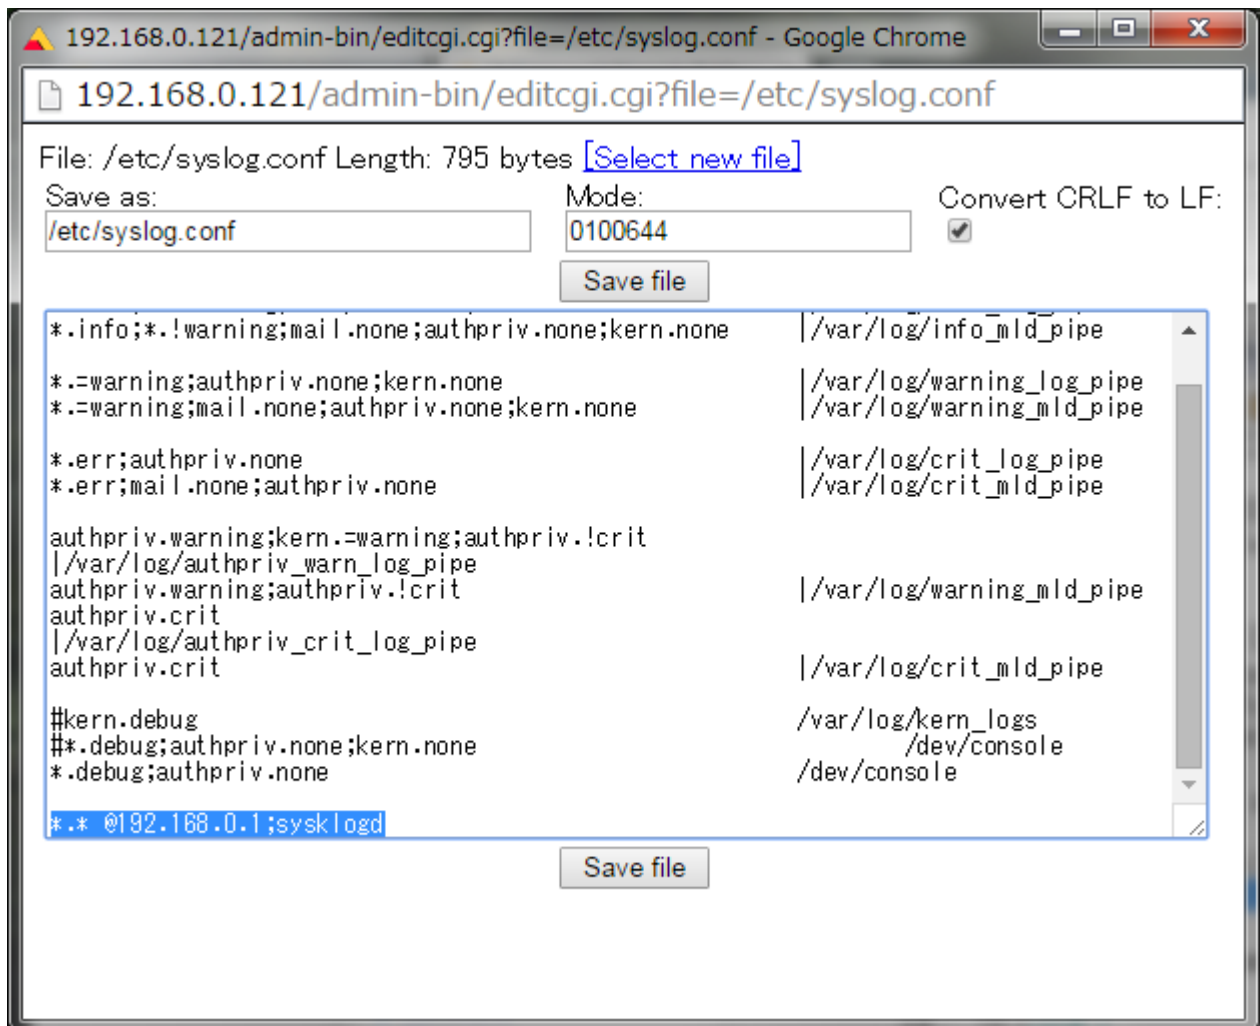 192.168.0.121/admin-bin/editcgi.cgi?file=/etc/syslog.conf - Google Chrome
192.168.0.121/admin-bin/editcgi.cgi?file=/etc/syslog.conf
File: /etc/syslog.conf Length: 795 bytes [Select new file]
Save as: Mode: Convert CRLF to LF:
/etc/syslog.conf 0100644
Save file
*.info;*.!warning;mail.none;authpriv.none;kern.none |/var/log/info_mld_pipe
*.=warning;authpriv.none;kern.none |/var/log/warning_log_pipe
*.=warning;mail.none;authpriv.none;kern.none |/var/log/warning_mld_pipe
*.err;authpriv.none |/var/log/crit_log_pipe
*.err;mail.none;authpriv.none |/var/log/crit_mld_pipe
authpriv.warning;kern.=warning;authpriv.!crit
|/var/log/authpriv_warn_log_pipe
authpriv.warning;authpriv.!crit |/var/log/warning_mld_pipe
authpriv.crit
|/var/log/authpriv_crit_log_pipe
authpriv.crit |/var/log/crit_mld_pipe
#kern.debug /var/log/kern_logs
#*.debug;authpriv.none;kern.none /dev/console
*.debug;authpriv.none /dev/console
*.* @192.168.0.1;sysklogd
Save file